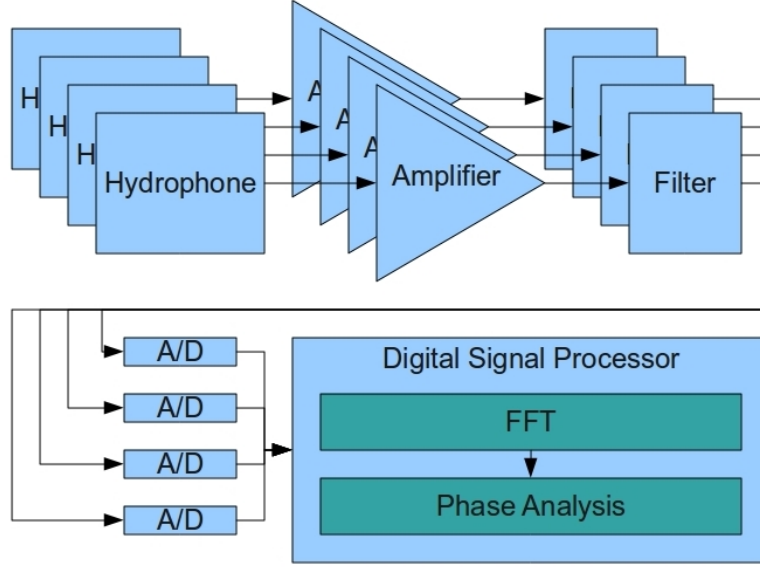 H
H
H
Hydrophone
A
A
A
Amplifier
Filter
A/D
A/D
A/D
A/D
Digital Signal Processor
FFT
Phase Analysis